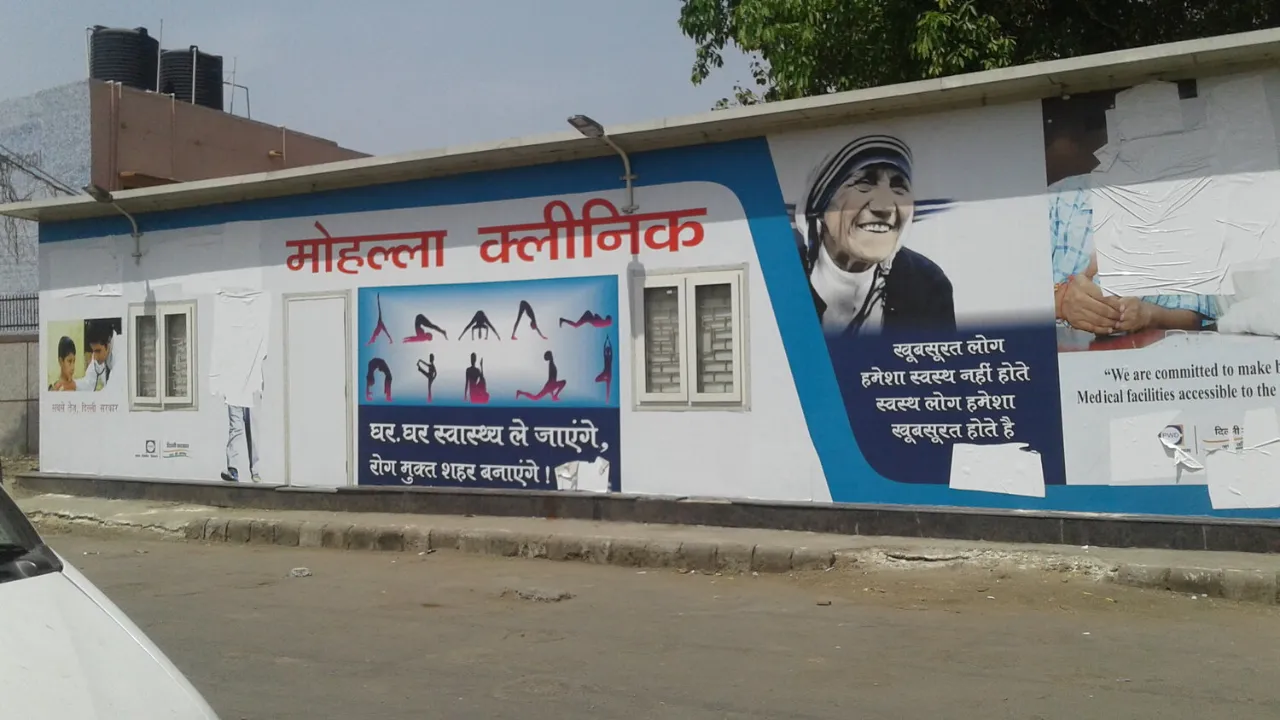 मोहल्ला क्लीनिक
घर.घर स्वास्थ्य ले जाएंगे,
रोग मुक्त शहर बनाएंगे !
खूबसूरत लोग
हमेशा स्वस्थ नहीं होते
स्वस्थ लोग हमेशा
खूबसूरत होते है
“We are committed to make
Medical facilities accessible to the
PWD